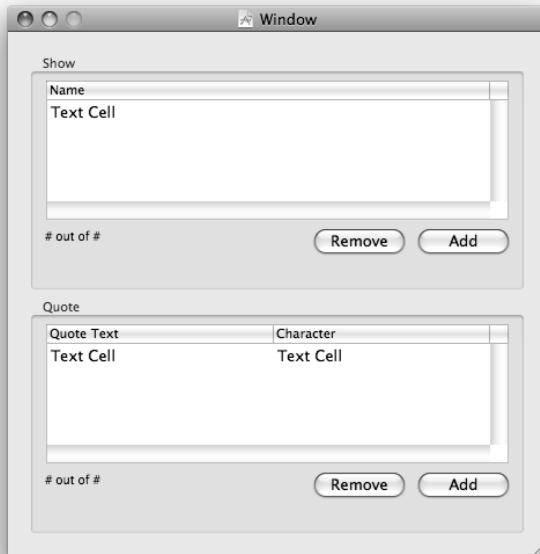 Window
Show
Name
Text Cell
# out of #
Remove Add
Quote
Quote Text Character
Text Cell Text Cell
# out of #
Remove Add